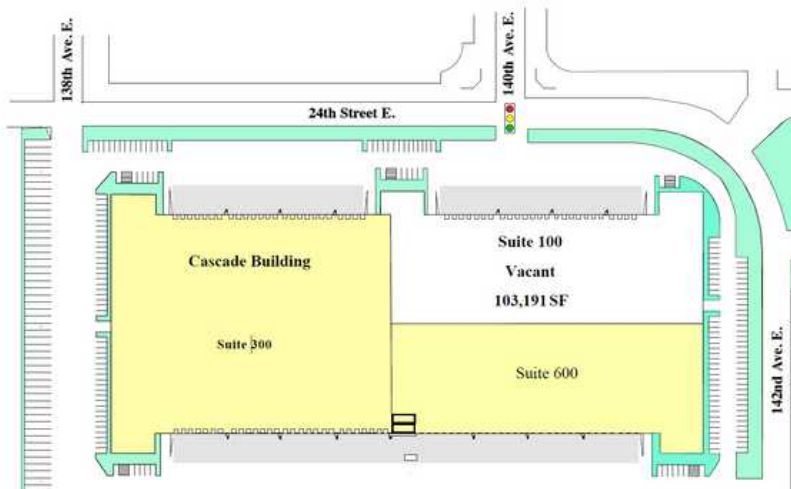 138th Ave. E.
140th Ave. E.
24th Street E.
Cascade Building
Suite 100
Vacant
103,191 SF
Suite 300
Suite 600
142nd Ave. E.